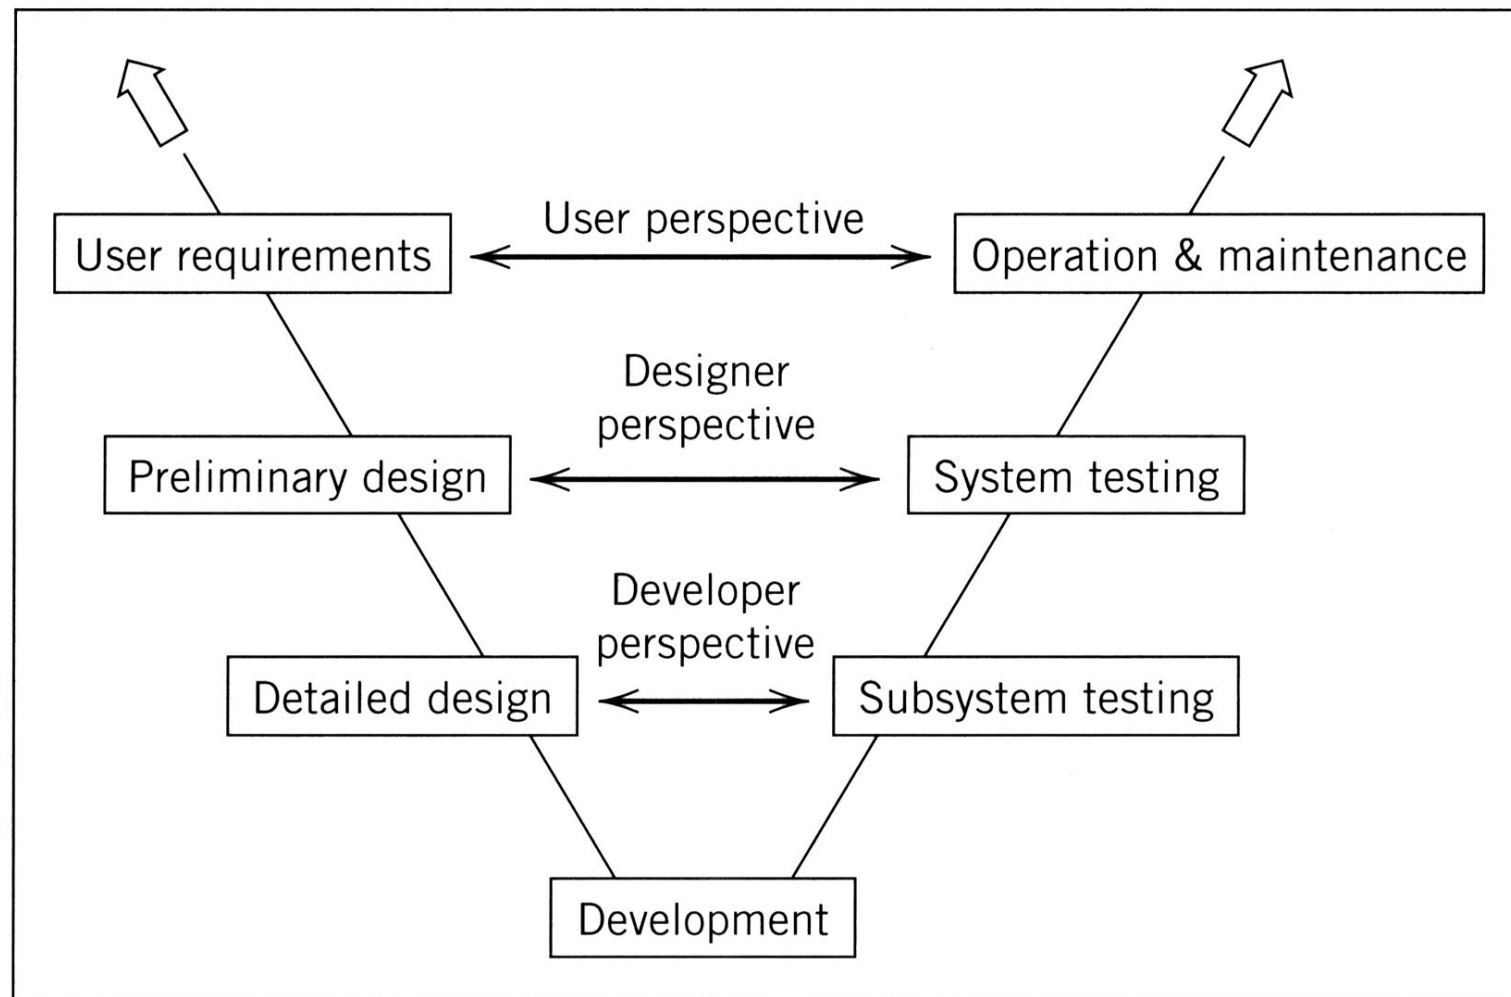 User perspective
User requirements
Operation & maintenance
Designer
perspective
Preliminary design
System testing
Developer
perspective
Detailed design
Subsystem testing
Development